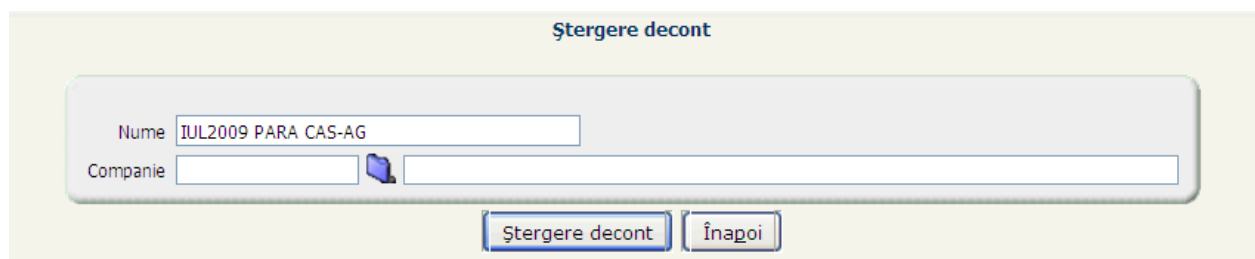 Ştergere decont
Nume IUL2009 PARA CAS-AG
Companie
Ştergere decont Înapoi